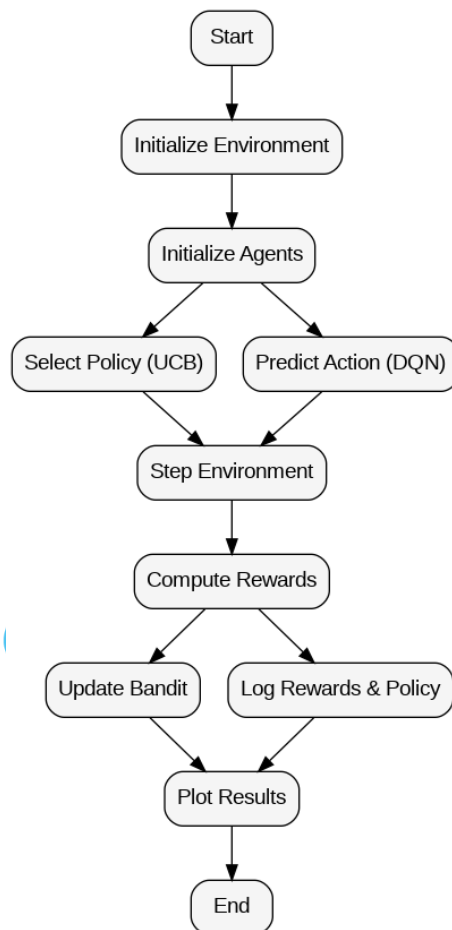 Start
Initialize Environment
Initialize Agents
Select Policy (UCB)
Predict Action (DQN)
Step Environment
Compute Rewards
Update Bandit
Log Rewards & Policy
Plot Results
End